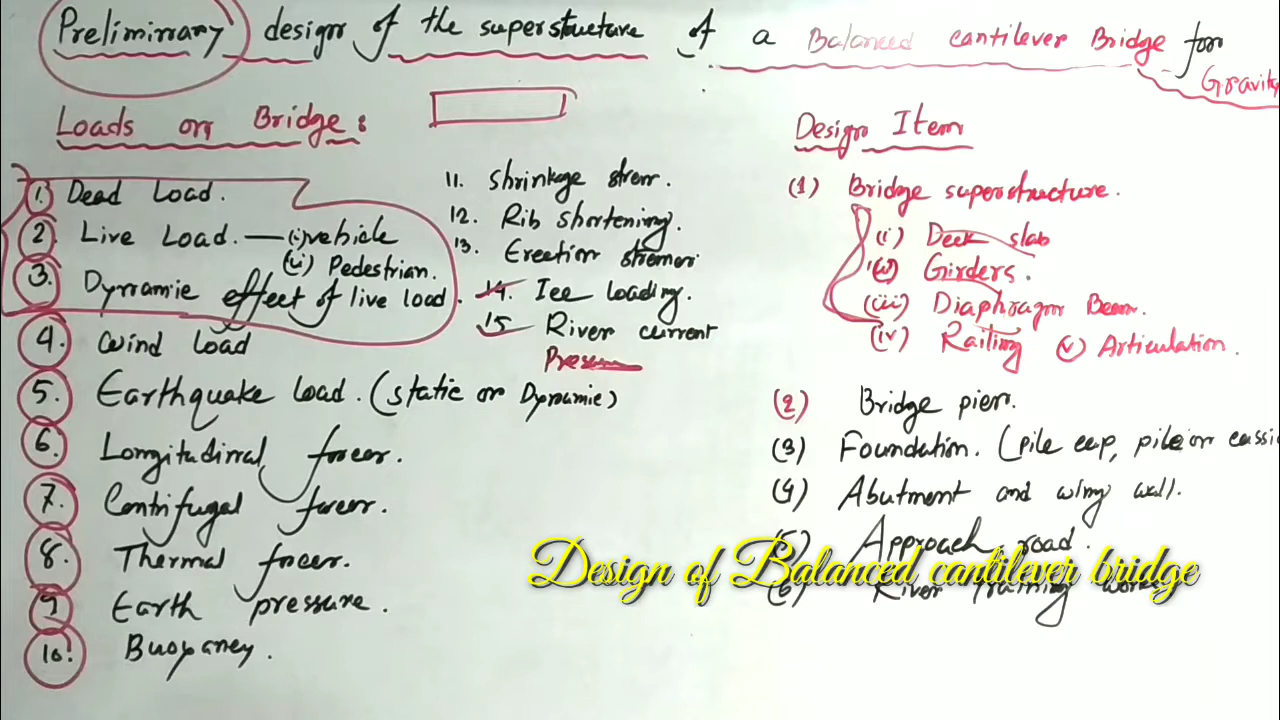 Preliminary design of the superstructure of a Balanced cantilever Bridge for Gravity
Loads on Bridge:
1. Dead Load.
2. Live Load. — (i) vehicle
(ii) Pedestrian.
3. Dynamic effect of live load.
4. Wind load
5. Earthquake load. (static or Dynamic)
6. Longitudinal forces.
7. Centrifugal forces.
8. Thermal forces.
9 Earth pressure.
10. Buoyancy.
11. Shrinkage stress.
12. Rib shortening.
13. Erection stresses
14. Ice loading.
15. River current
Design Item
(1) Bridge superstructure.
(i) Deck slab
(ii) Girders.
(iii) Diaphragm Beam.
(iv) Railing (v) Articulation.
(2) Bridge pier.
(3) Foundation. (pile cap, pile or caissi
(4) Abutment and wing wall.
(5) Approach road.
(6) River training work
Design of Balanced cantilever bridge